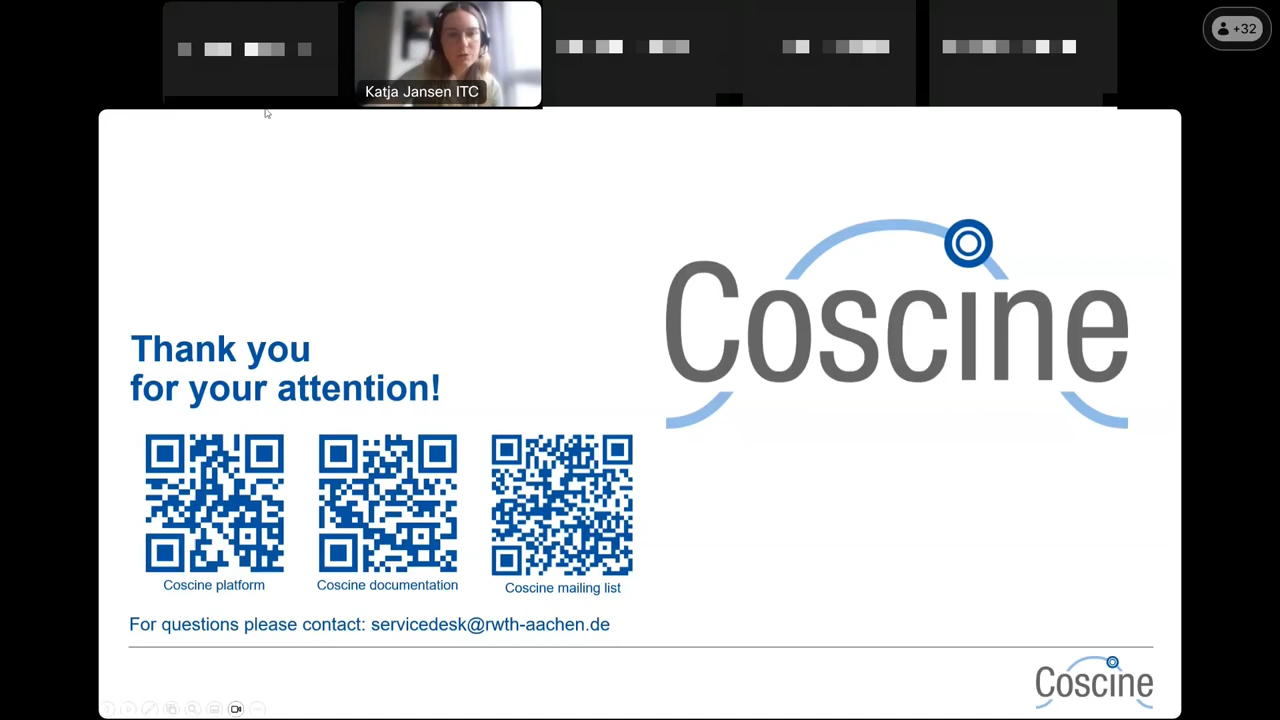 +32
Katja Jansen ITC
Coscine
Thank you
for your attention!
Coscine platform
Coscine documentation
Coscine mailing list
For questions please contact: servicedesk@rwth-aachen.de
Coscine